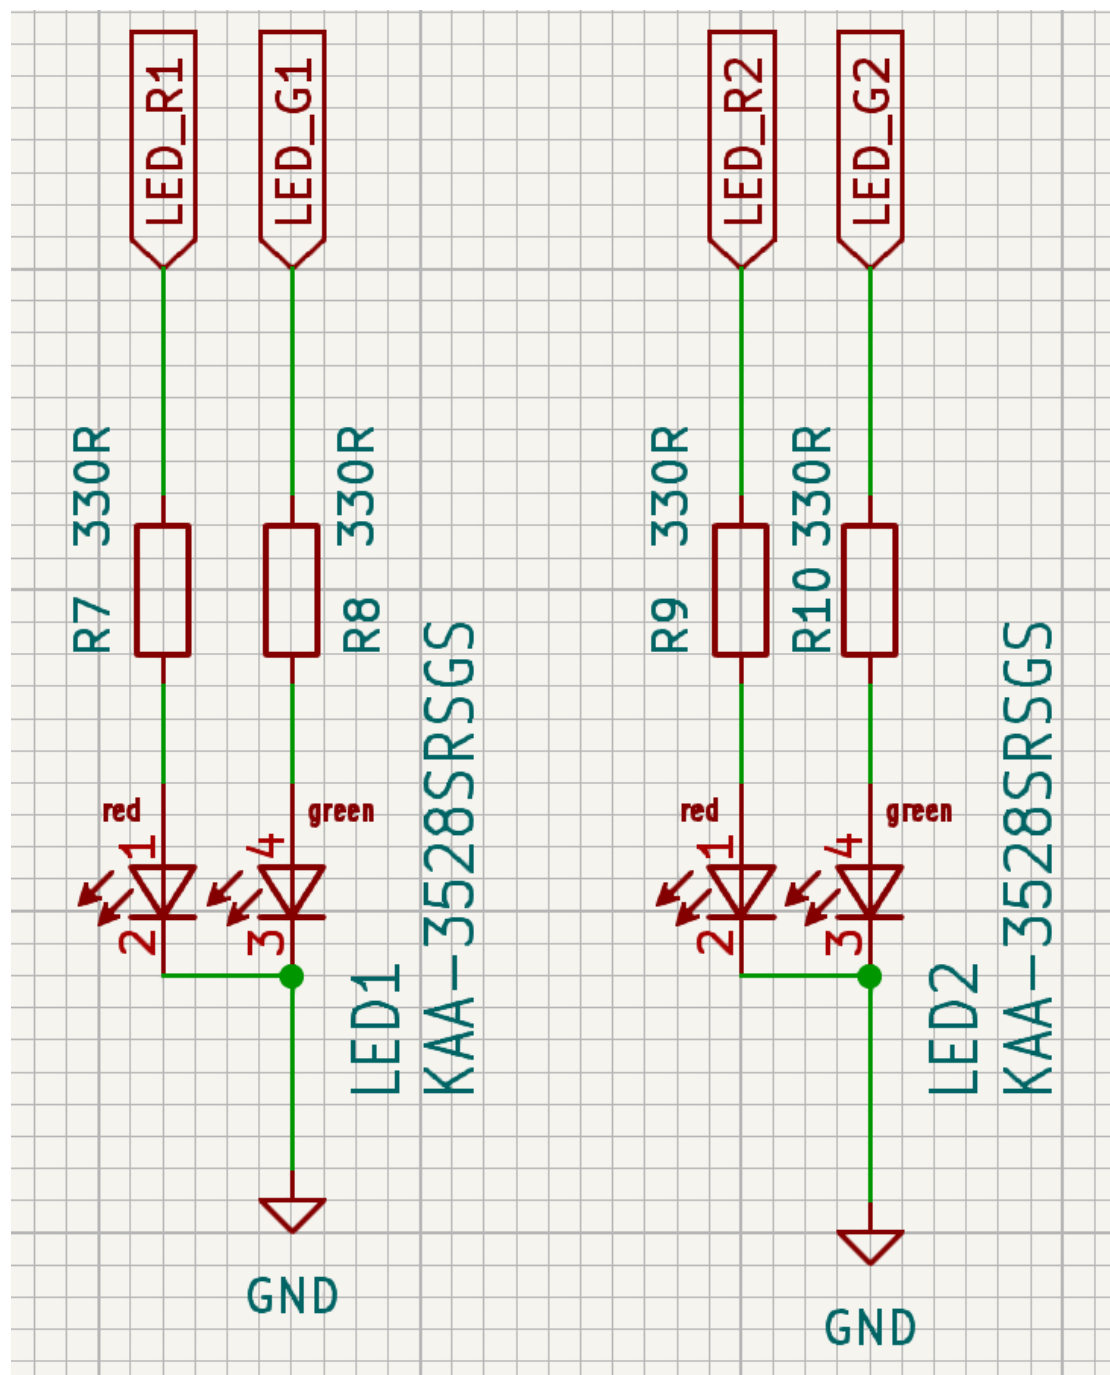 LED_R1
LED_G1
LED_R2
LED_G2
R7 330R
R8 330R
R9 330R
R10 330R
red
green
red
green
1
4
1
4
2
3
2
3
LED1
KAA-3528SRSGS
LED2
KAA-3528SRSGS
GND
GND